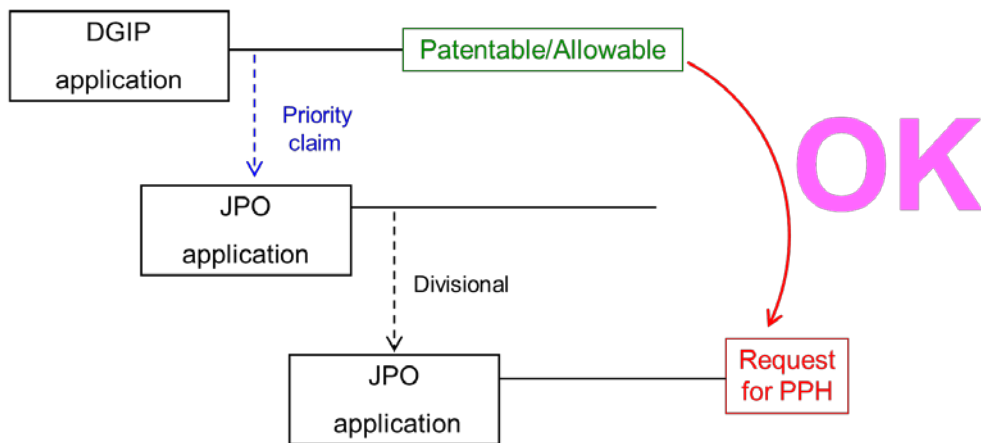 DGIP
application
Patentable/Allowable
Priority
claim
OK
JPO
application
Divisional
JPO
application
Request
for PPH